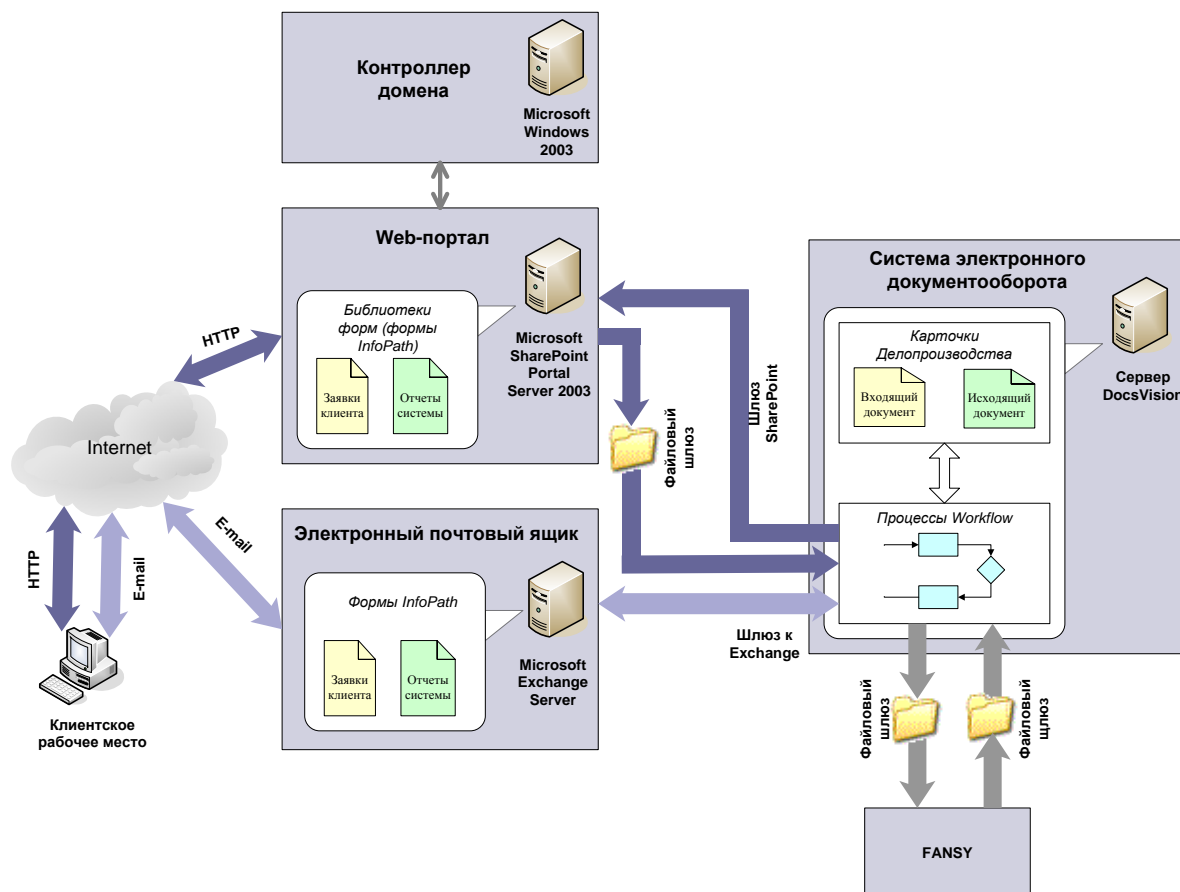 Контроллер
домена
Microsoft
Windows
2003
Web-портал
Библиотеки
форм (формы
InfoPath)
Заявки
клиента
Отчеты
системы
Microsoft
SharePoint
Portal
Server 2003
HTTP
Internet
E-mail
HTTP
E-mail
Клиентское
рабочее место
Электронный почтовый ящик
Формы InfoPath
Заявки
клиента
Отчеты
системы
Microsoft
Exchange
Server
Файловый
шлюз
Шлюз
SharePoint
Шлюз к
Exchange
Система электронного
документооборота
Карточки
Делопроизводства
Входящий
документ
Исходящий
документ
Сервер
DocsVision
Процессы Workflow
Файловый
шлюз
Файловый
щлюз
FANSY